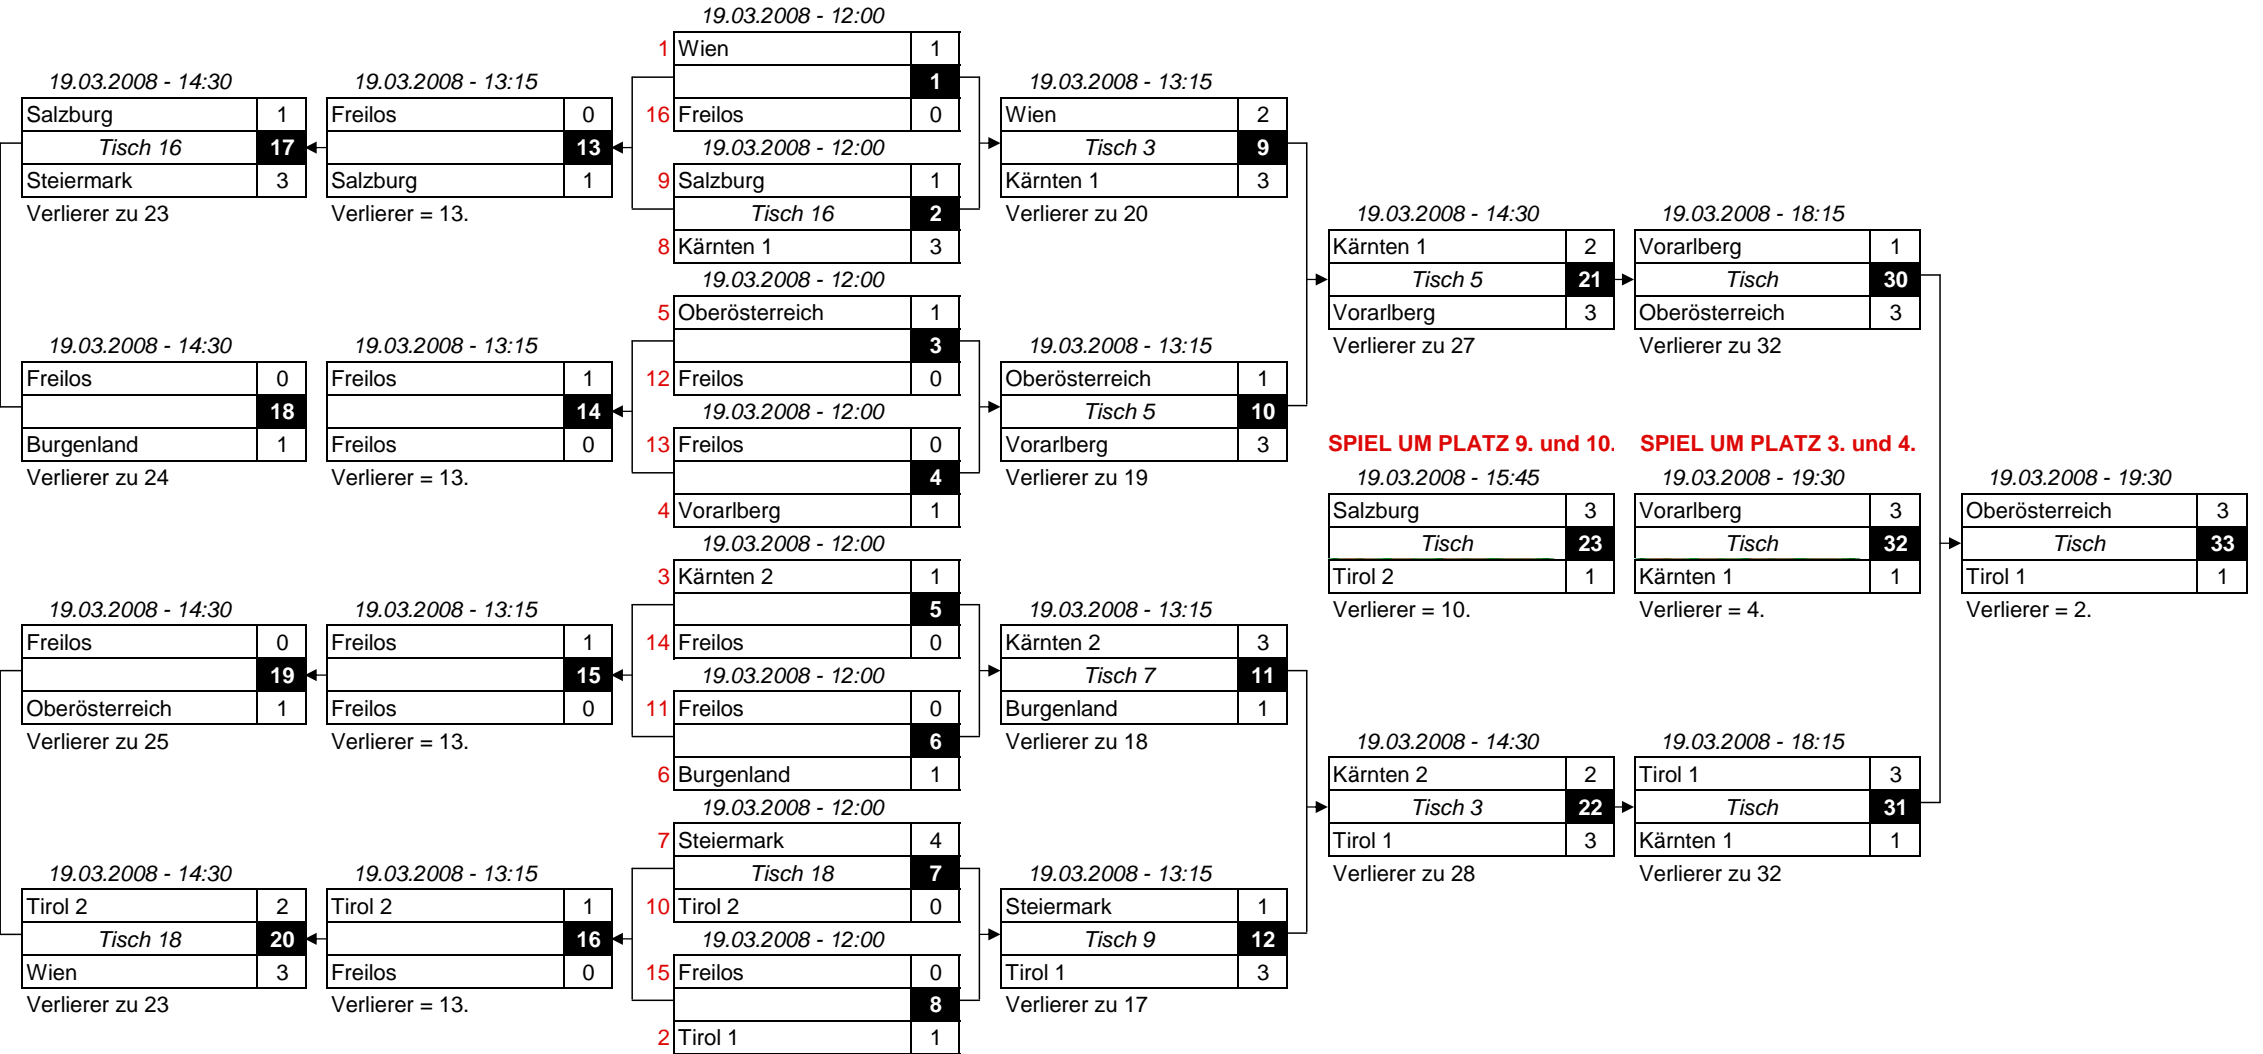 19.03.2008 - 12:00
1 Wien 1
19.03.2008 - 14:30 19.03.2008 - 13:15 1 19.03.2008 - 13:15
Salzburg 1 Freilos 0 16 Freilos 0 Wien 2
Tisch 16 17 13 19.03.2008 - 12:00 Tisch 3 9
Steiermark 3 Salzburg 1 9 Salzburg 1 Kärnten 1 3
Verlierer zu 23 Verlierer = 13. Tisch 16 2 Verlierer zu 20 19.03.2008 - 14:30 19.03.2008 - 18:15
8 Kärnten 1 3 Kärnten 1 2 Vorarlberg 1
19.03.2008 - 12:00 Tisch 5 21 Tisch 30
5 Oberösterreich 1 Vorarlberg 3 Oberösterreich 3
19.03.2008 - 14:30 19.03.2008 - 13:15 3 19.03.2008 - 13:15 Verlierer zu 27 Verlierer zu 32
Freilos 0 Freilos 1 12 Freilos 0 Oberösterreich 1
18 14 19.03.2008 - 12:00 Tisch 5 10
Burgenland 1 Freilos 0 13 Freilos 0 Vorarlberg 3 SPIEL UM PLATZ 9. und 10. SPIEL UM PLATZ 3. und 4.
Verlierer zu 24 Verlierer = 13. 4 Verlierer zu 19 19.03.2008 - 15:45 19.03.2008 - 19:30 19.03.2008 - 19:30
4 Vorarlberg 1 Salzburg 3 Vorarlberg 3 Oberösterreich 3
19.03.2008 - 12:00 Tisch 23 Tisch 32 Tisch 33
3 Kärnten 2 1 Tirol 2 1 Kärnten 1 1 Tirol 1 1
19.03.2008 - 14:30 19.03.2008 - 13:15 5 19.03.2008 - 13:15 Verlierer = 10. Verlierer = 4. Verlierer = 2.
Freilos 0 Freilos 1 14 Freilos 0 Kärnten 2 3
19 15 19.03.2008 - 12:00 Tisch 7 11
Oberösterreich 1 Freilos 0 11 Freilos 0 Burgenland 1
Verlierer zu 25 Verlierer = 13. 6 Verlierer zu 18 19.03.2008 - 14:30 19.03.2008 - 18:15
6 Burgenland 1 Kärnten 2 2 Tirol 1 3
19.03.2008 - 12:00 Tisch 3 22 Tisch 31
7 Steiermark 4 Tirol 1 3 Kärnten 1 1
19.03.2008 - 14:30 19.03.2008 - 13:15 Tisch 18 7 19.03.2008 - 13:15 Verlierer zu 28 Verlierer zu 32
Tirol 2 2 Tirol 2 1 10 Tirol 2 0 Steiermark 1
Tisch 18 20 16 19.03.2008 - 12:00 Tisch 9 12
Wien 3 Freilos 0 15 Freilos 0 Tirol 1 3
Verlierer zu 23 Verlierer = 13. 8 Verlierer zu 17
2 Tirol 1 1